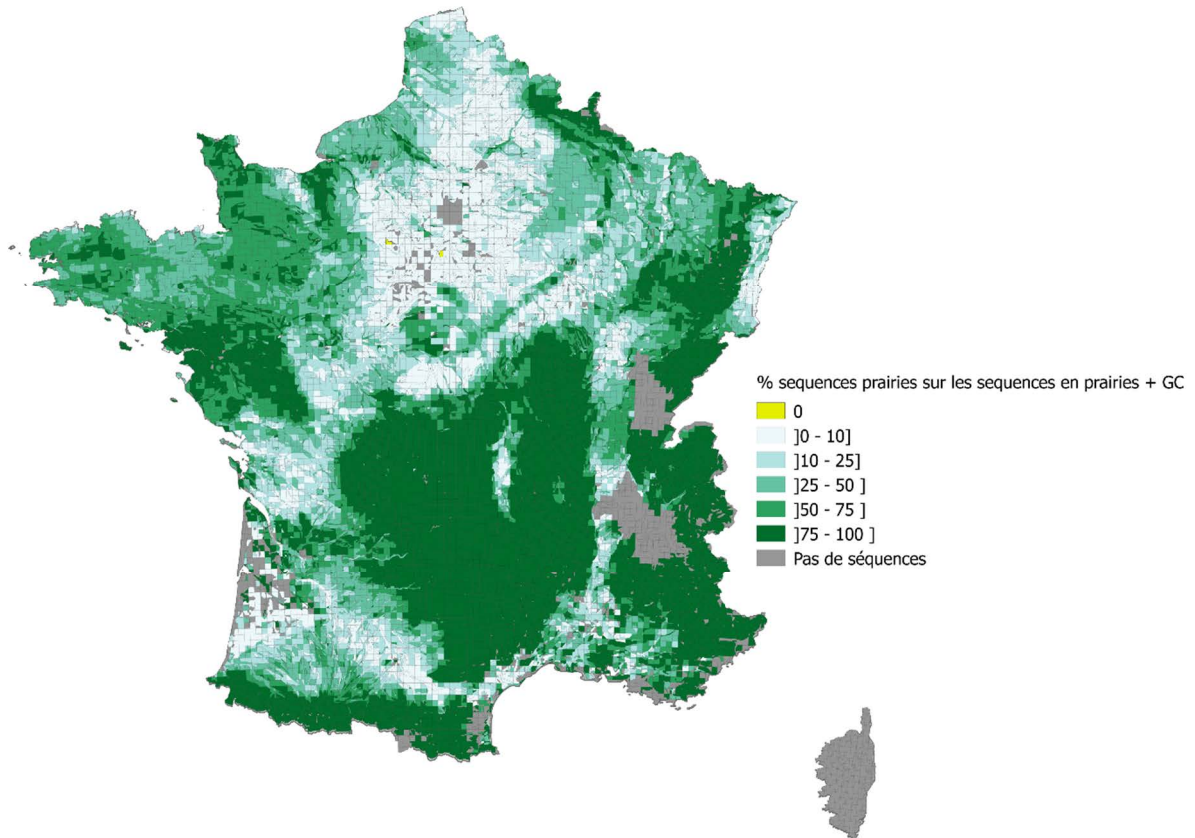 % sequences prairies sur les sequences en prairies + GC
0
]0 - 10]
]10 - 25]
]25 - 50 ]
]50 - 75 ]
]75 - 100 ]
Pas de séquences